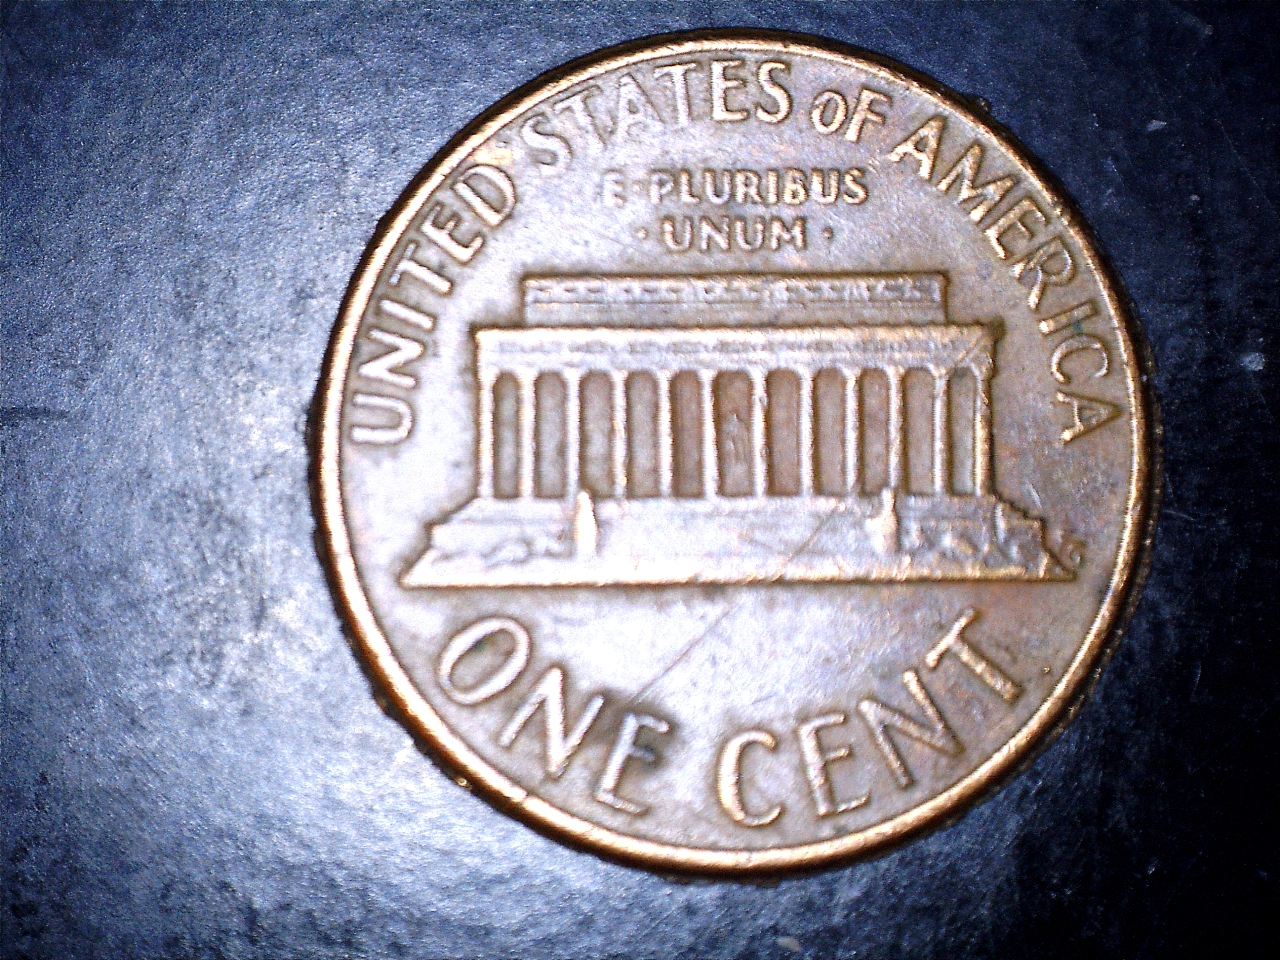 UNITED STATES OF AMERICA
E·PLURIBUS
·UNUM·
ONE CENT